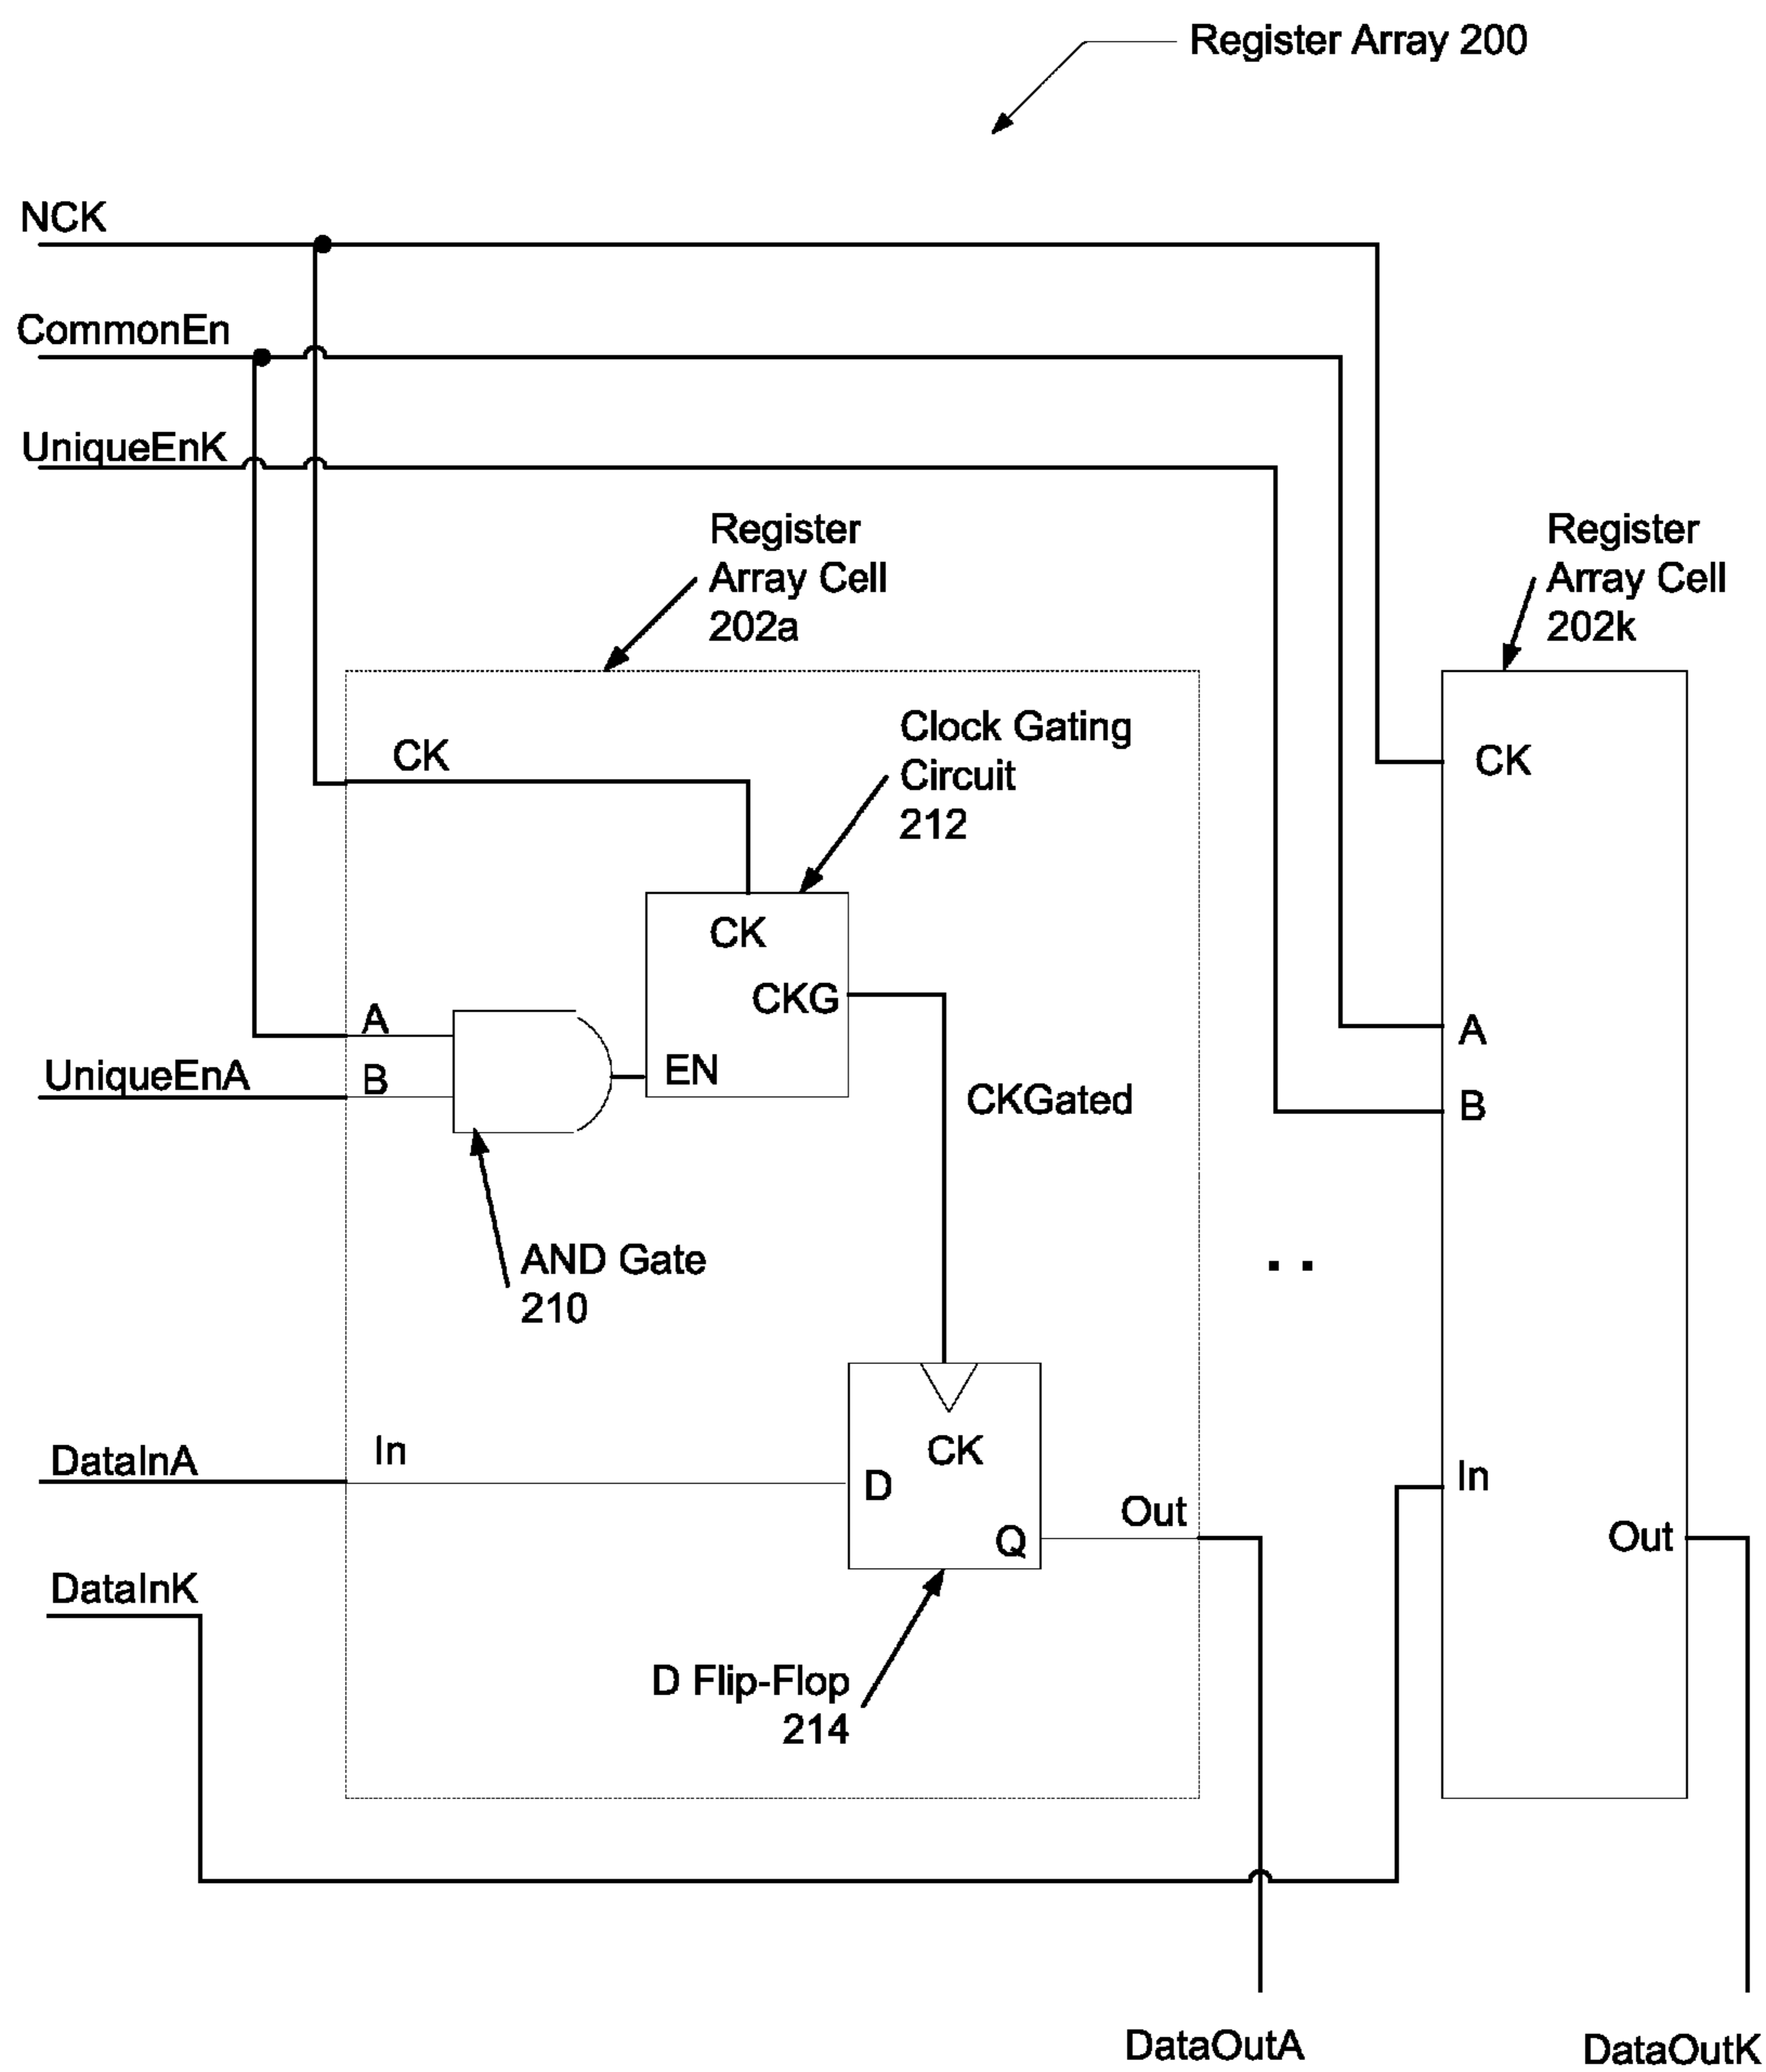 Register Array 200
NCK
CommonEn
UniqueEnK
Register
Array Cell
202a
Register
Array Cell
202k
CK
Clock Gating
Circuit
212
CK
CK
CKG
EN
A
B
UniqueEnA
CKGated
A
B
AND Gate
210
DataInA
In
CK
D
Q
Out
In
Out
DataInK
D Flip-Flop
214
DataOutA
DataOutK